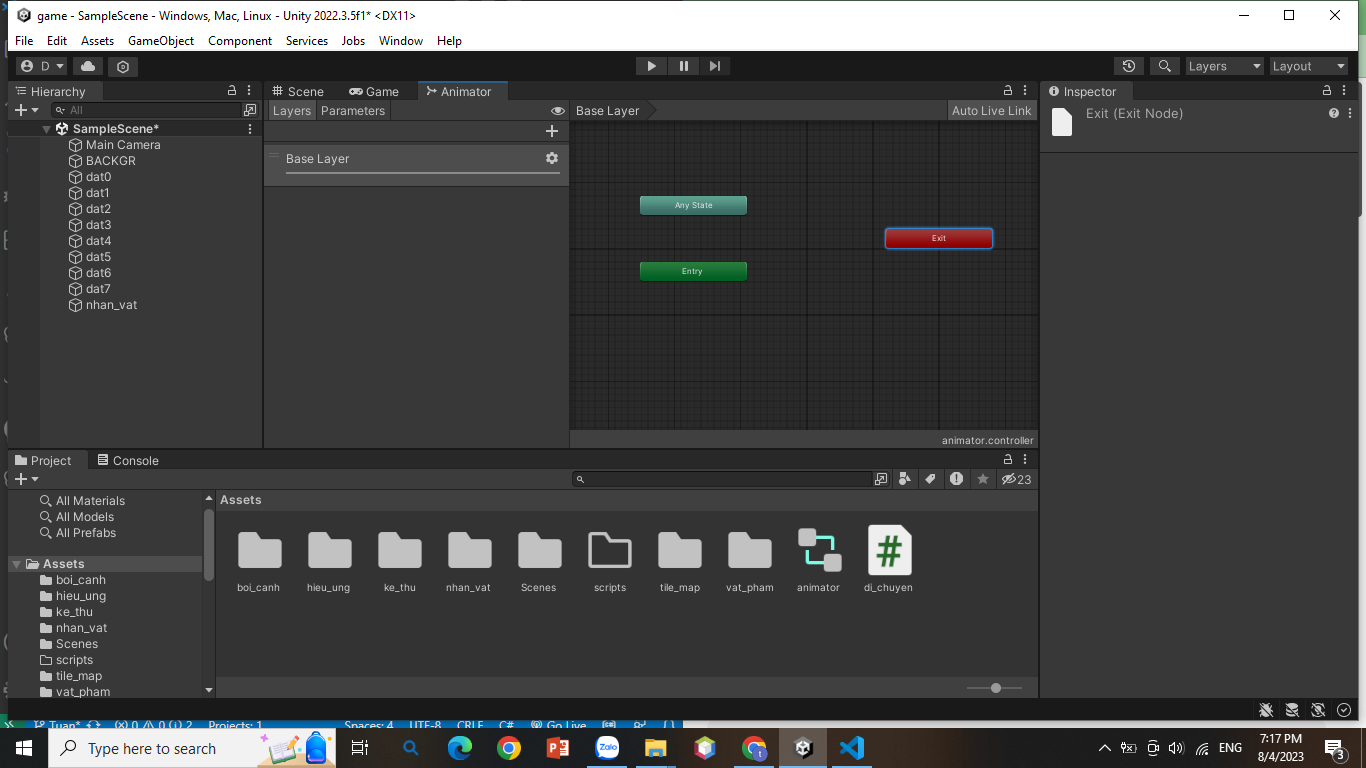 game - SampleScene - Windows, Mac, Linux - Unity 2022.3.5f1* <DX11>
File Edit Assets GameObject Component Services Jobs Window Help
D Layers Layout
Hierarchy
All
SampleScene*
Main Camera
BACKGR
dat0
dat1
dat2
dat3
dat4
dat5
dat6
dat7
nhan_vat
Scene Game Animator
Layers Parameters
Base Layer
Base Layer Auto Live Link
Any State
Entry
Exit
animator.controller
Inspector
Exit (Exit Node)
Project Console
23
All Materials
All Models
All Prefabs
Assets
boi_canh
hieu_ung
ke_thu
nhan_vat
Scenes
scripts
tile_map
vat_pham
Assets
boi_canh hieu_ung ke_thu nhan_vat Scenes scripts tile_map vat_pham animator di_chuyen
Tuan* 0 0 2 Projects: 1 Spaces: 4 UTF-8 CRLF C# Go Live
Type here to search
Zalo
ENG
7:17 PM
8/4/2023
3